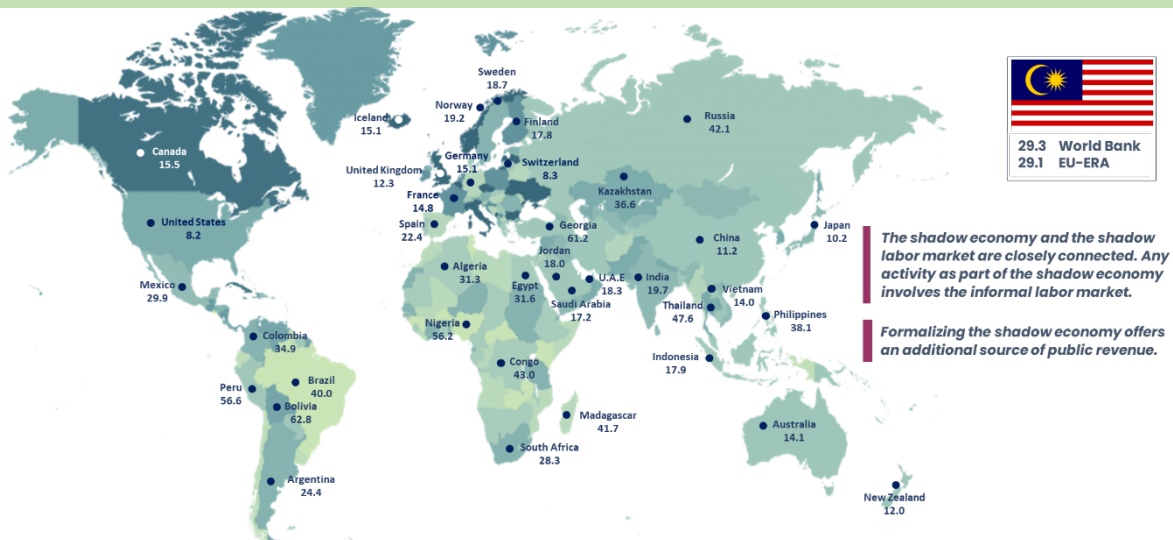 Sweden
18.7
Norway
19.2
Iceland
15.1
Finland
17.8
Russia
42.1
Canada
15.5
Germany
15.1
United Kingdom
12.3
Switzerland
8.3
France
14.8
Kazakhstan
36.6
United States
8.2
Spain
22.4
Georgia
61.2
China
11.2
Japan
10.2
Jordan
18.0
Algeria
31.3
Egypt
31.6
U.A.E
18.3
India
19.7
Saudi Arabia
17.2
Vietnam
14.0
Mexico
29.9
Thailand
47.6
Philippines
38.1
Nigeria
56.2
Colombia
34.9
Congo
43.0
Indonesia
17.9
Peru
56.6
Brazil
40.0
Bolivia
62.8
Madagascar
41.7
Australia
14.1
South Africa
28.3
Argentina
24.4
New Zealand
12.0
29.3 World Bank
29.1 EU-ERA
The shadow economy and the shadow
labor market are closely connected. Any
activity as part of the shadow economy
involves the informal labor market.
Formalizing the shadow economy offers
an additional source of public revenue.